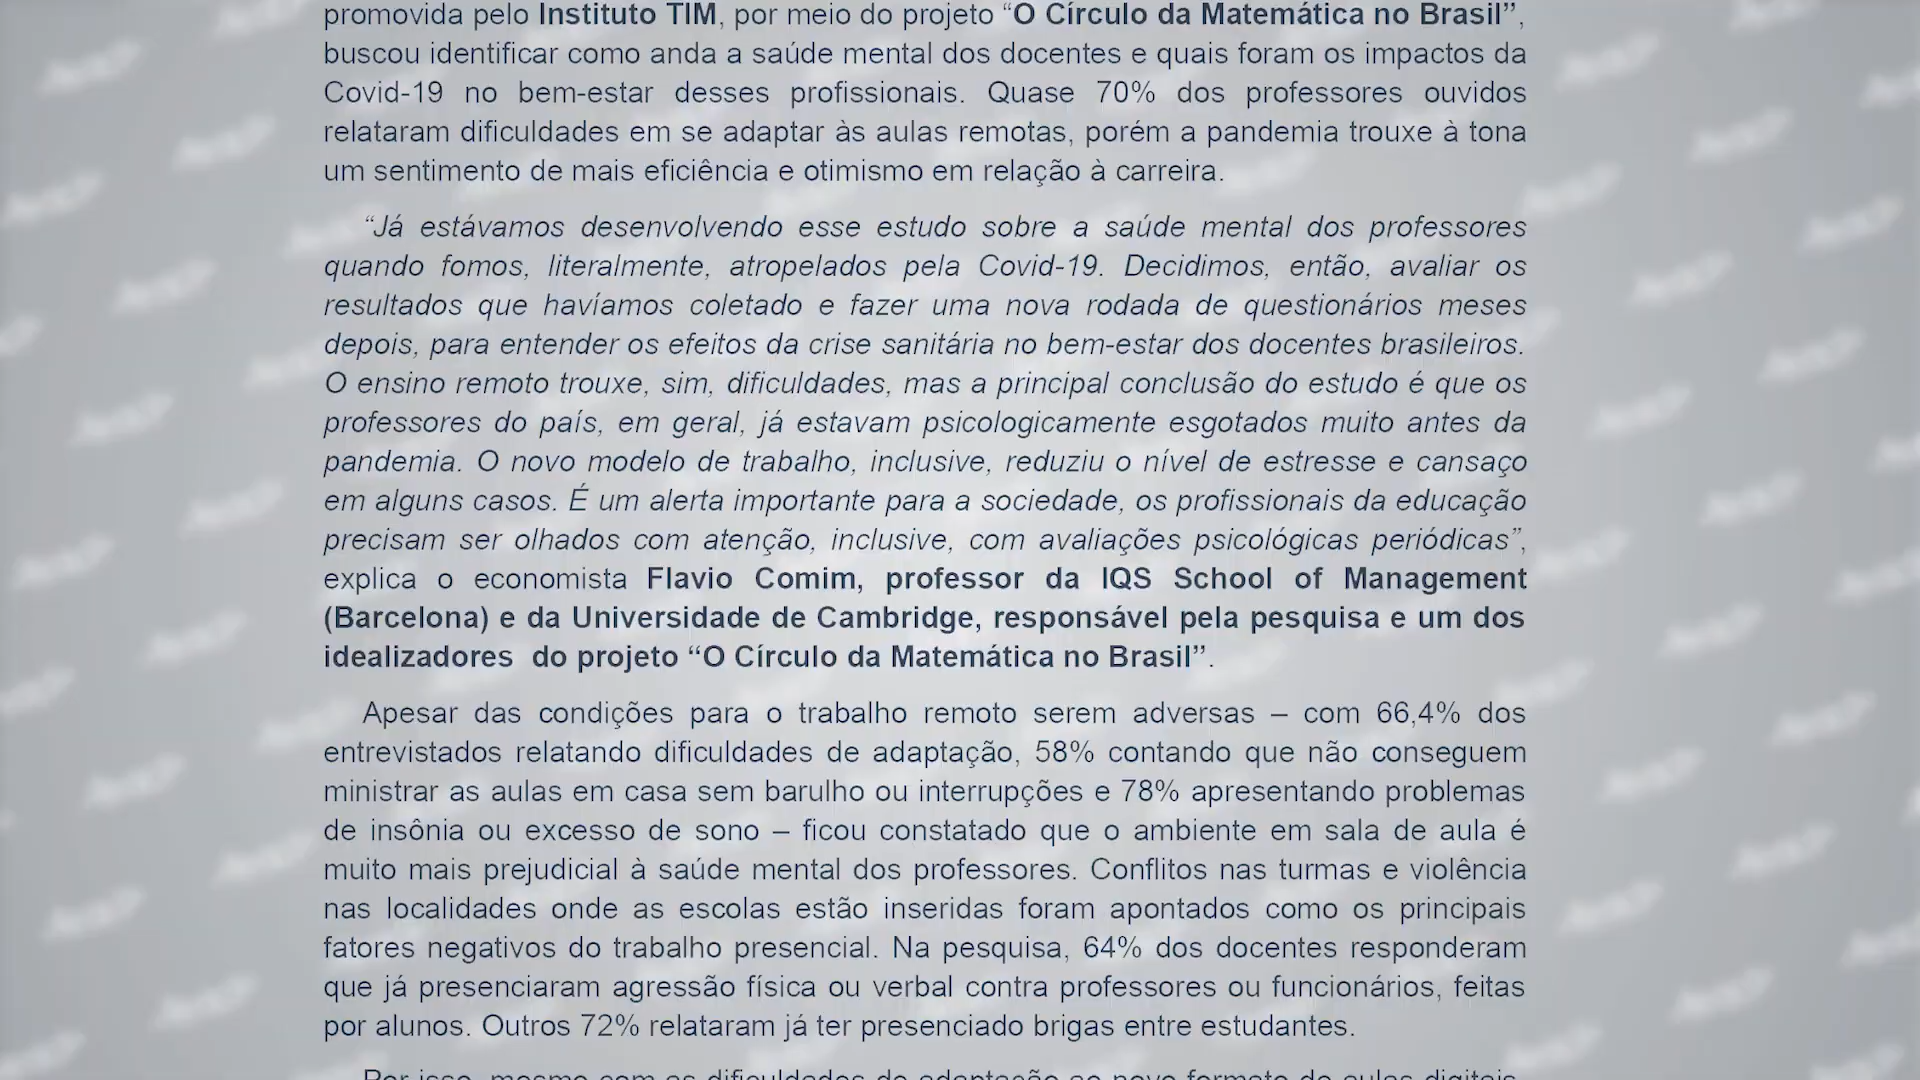 promovida pelo Instituto TIM, por meio do projeto “O Círculo da Matemática no Brasil”,
buscou identificar como anda a saúde mental dos docentes e quais foram os impactos da
Covid-19 no bem-estar desses profissionais. Quase 70% dos professores ouvidos
relataram dificuldades em se adaptar às aulas remotas, porém a pandemia trouxe à tona
um sentimento de mais eficiência e otimismo em relação à carreira.
“Já estávamos desenvolvendo esse estudo sobre a saúde mental dos professores
quando fomos, literalmente, atropelados pela Covid-19. Decidimos, então, avaliar os
resultados que havíamos coletado e fazer uma nova rodada de questionários meses
depois, para entender os efeitos da crise sanitária no bem-estar dos docentes brasileiros.
O ensino remoto trouxe, sim, dificuldades, mas a principal conclusão do estudo é que os
professores do país, em geral, já estavam psicologicamente esgotados muito antes da
pandemia. O novo modelo de trabalho, inclusive, reduziu o nível de estresse e cansaço
em alguns casos. É um alerta importante para a sociedade, os profissionais da educação
precisam ser olhados com atenção, inclusive, com avaliações psicológicas periódicas”,
explica o economista Flavio Comim, professor da IQS School of Management
(Barcelona) e da Universidade de Cambridge, responsável pela pesquisa e um dos
idealizadores do projeto “O Círculo da Matemática no Brasil”.
Apesar das condições para o trabalho remoto serem adversas – com 66,4% dos
entrevistados relatando dificuldades de adaptação, 58% contando que não conseguem
ministrar as aulas em casa sem barulho ou interrupções e 78% apresentando problemas
de insônia ou excesso de sono – ficou constatado que o ambiente em sala de aula é
muito mais prejudicial à saúde mental dos professores. Conflitos nas turmas e violência
nas localidades onde as escolas estão inseridas foram apontados como os principais
fatores negativos do trabalho presencial. Na pesquisa, 64% dos docentes responderam
que já presenciaram agressão física ou verbal contra professores ou funcionários, feitas
por alunos. Outros 72% relataram já ter presenciado brigas entre estudantes.
Por isso, mesmo com as dificuldades de adaptação ao novo formato de aulas digitais,